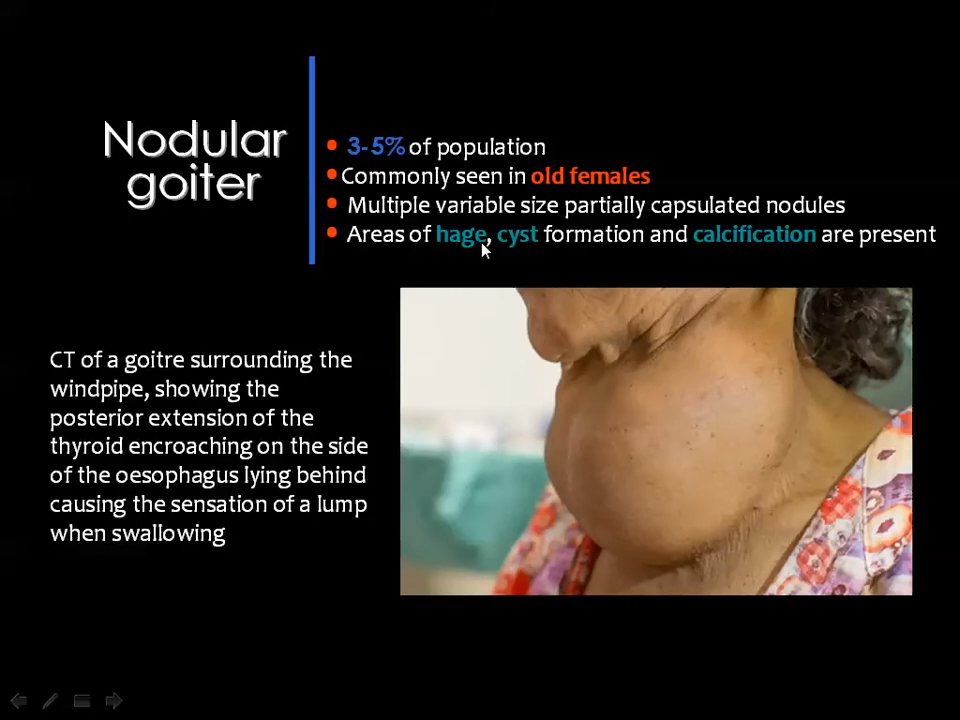 Nodular
goiter
• 3-5% of population
• Commonly seen in old females
• Multiple variable size partially capsulated nodules
• Areas of hage, cyst formation and calcification are present
CT of a goitre surrounding the
windpipe, showing the
posterior extension of the
thyroid encroaching on the side
of the oesophagus lying behind
causing the sensation of a lump
when swallowing